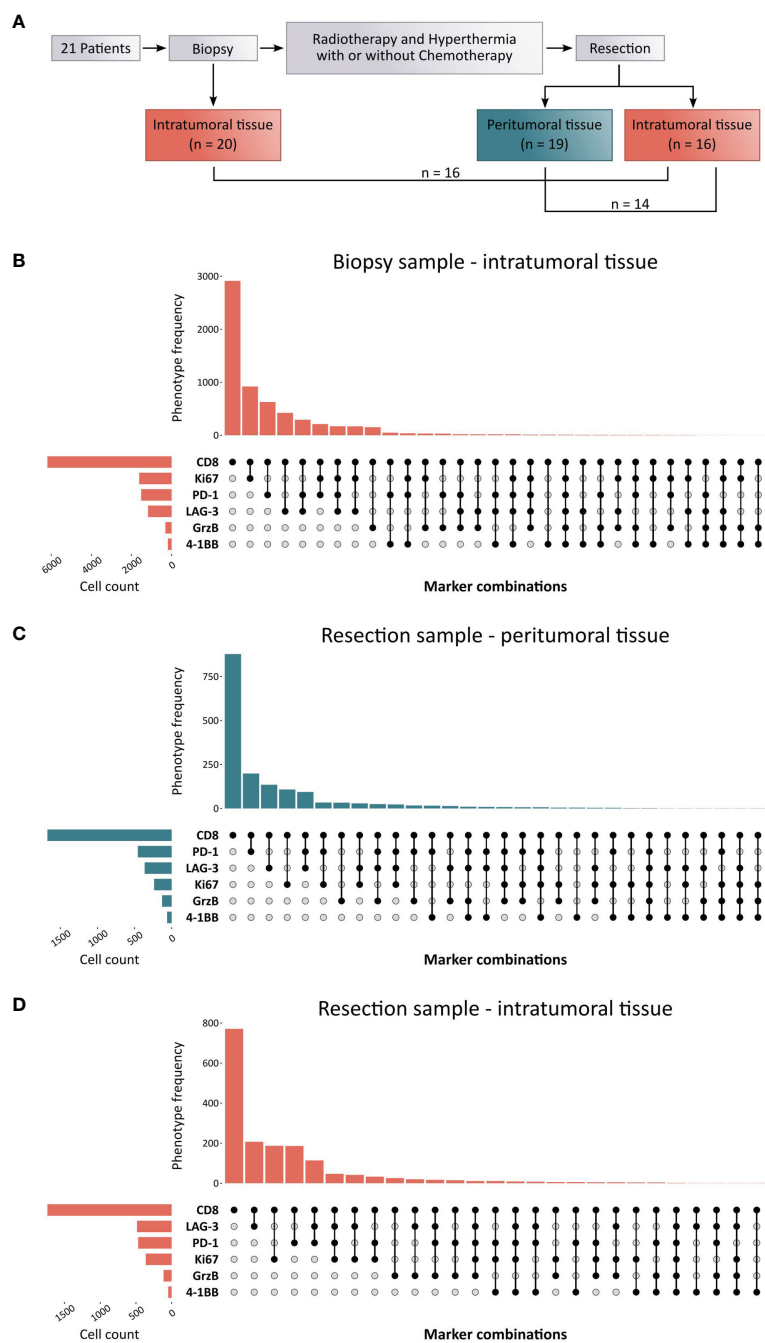 A
21 Patients
Biopsy
Radiotherapy and Hyperthermia
with or without Chemotherapy
Resection
Intratumoral tissue
(n = 20)
Peritumoral tissue
(n = 19)
Intratumoral tissue
(n = 16)
n = 16
n = 14
B
Biopsy sample - intratumoral tissue
Phenotype frequency
3000
2000
1000
0
CD8
Ki67
PD-1
LAG-3
GrzB
4-1BB
6000
4000
2000
0
Cell count
Marker combinations
C
Resection sample - peritumoral tissue
Phenotype frequency
750
500
250
0
CD8
PD-1
LAG-3
Ki67
GrzB
4-1BB
1500
1000
500
0
Cell count
Marker combinations
D
Resection sample - intratumoral tissue
Phenotype frequency
800
600
400
200
0
CD8
LAG-3
PD-1
Ki67
GrzB
4-1BB
1500
1000
500
0
Cell count
Marker combinations